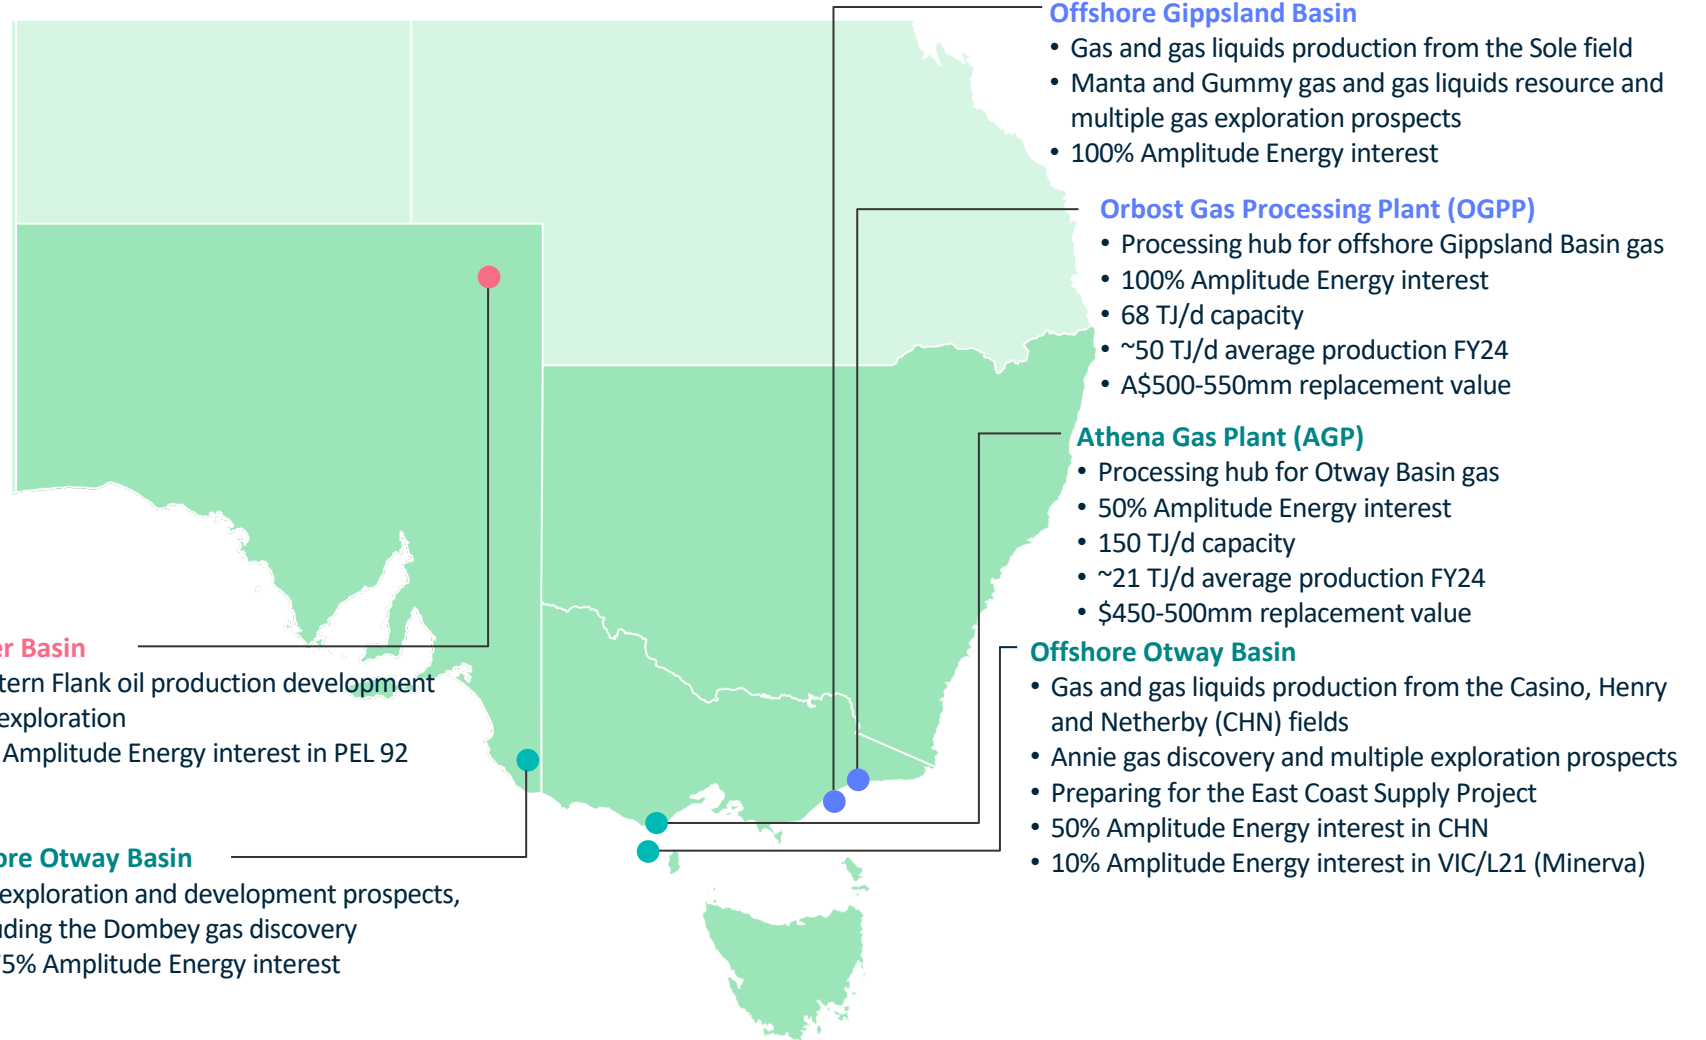 Offshore Gippsland Basin
• Gas and gas liquids production from the Sole field
• Manta and Gummy gas and gas liquids resource and
multiple gas exploration prospects
• 100% Amplitude Energy interest
Orbost Gas Processing Plant (OGPP)
• Processing hub for offshore Gippsland Basin gas
• 100% Amplitude Energy interest
• 68 TJ/d capacity
• ~50 TJ/d average production FY24
• A$500-550mm replacement value
Athena Gas Plant (AGP)
• Processing hub for Otway Basin gas
• 50% Amplitude Energy interest
• 150 TJ/d capacity
• ~21 TJ/d average production FY24
• $450-500mm replacement value
Offshore Otway Basin
• Gas and gas liquids production from the Casino, Henry
and Netherby (CHN) fields
• Annie gas discovery and multiple exploration prospects
• Preparing for the East Coast Supply Project
• 50% Amplitude Energy interest in CHN
• 10% Amplitude Energy interest in VIC/L21 (Minerva)
er Basin
tern Flank oil production development
exploration
Amplitude Energy interest in PEL 92
ore Otway Basin
exploration and development prospects,
uding the Dombey gas discovery
5% Amplitude Energy interest